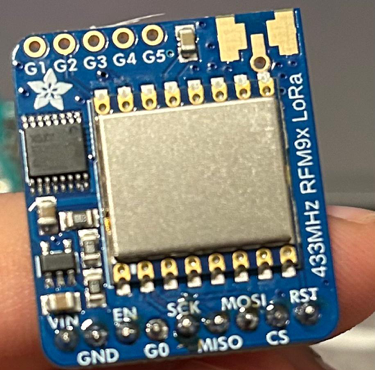 G1 G2 G3 G4 G5
433MHz RFM9x LoRa
VIN EN SCK MOSI RST
GND G0 MISO CS